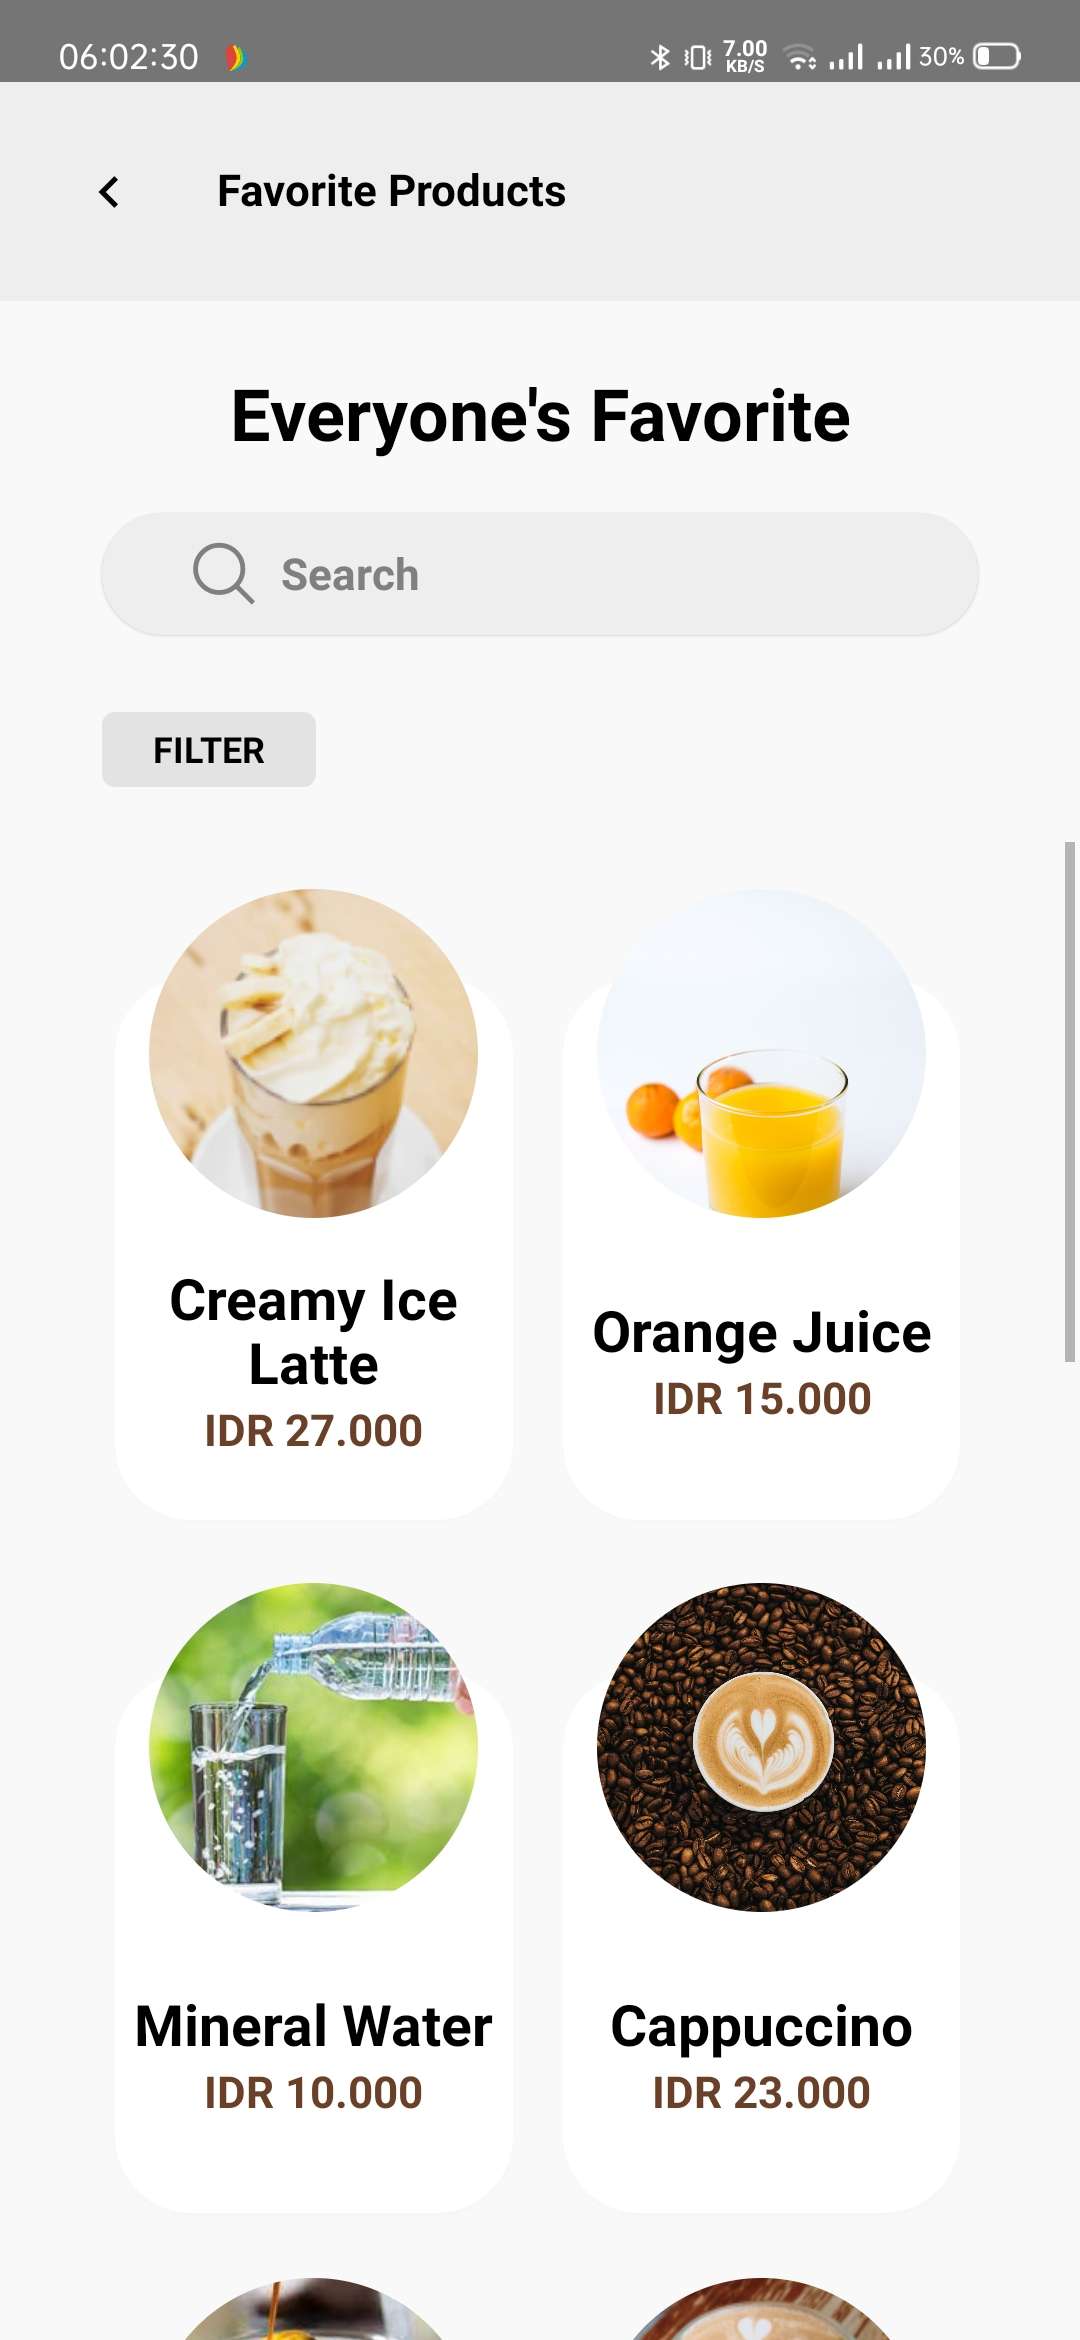 06:02:30
7.00
KB/S
30%
Favorite Products
Everyone's Favorite
Search
FILTER
Creamy Ice
Latte
IDR 27.000
Orange Juice
IDR 15.000
Mineral Water
IDR 10.000
Cappuccino
IDR 23.000